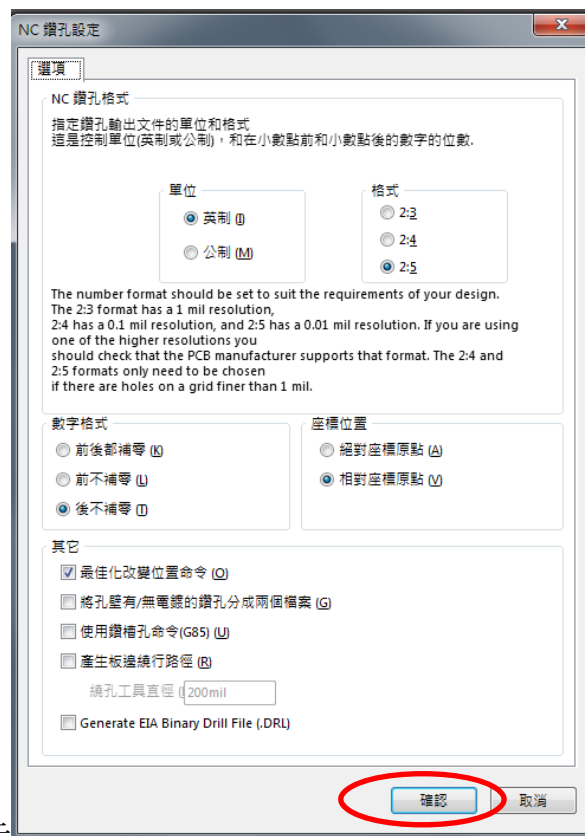 NC 鑽孔設定
選項
NC 鑽孔格式
指定鑽孔輸出文件的單位和格式
這是控制單位(英制或公制)，和在小數點前和小數點後的數字的位數.
單位
英制 (I)
公制 (M)
格式
2:3
2:4
2:5
The number format should be set to suit the requirements of your design.
The 2:3 format has a 1 mil resolution,
2:4 has a 0.1 mil resolution, and 2:5 has a 0.01 mil resolution. If you are using
one of the higher resolutions you
should check that the PCB manufacturer supports that format. The 2:4 and
2:5 formats only need to be chosen
if there are holes on a grid finer than 1 mil.
數字格式
前後都補零 (K)
前不補零 (L)
後不補零 (T)
座標位置
絕對座標原點 (A)
相對座標原點 (V)
其它
最佳化改變位置命令 (O)
將孔壁有/無電鍍的鑽孔分成兩個檔案 (G)
使用鑽槽孔命令(G85) (U)
產生板邊繞行路徑 (R)
繞孔工具直徑 (
200mil
Generate EIA Binary Drill File (.DRL)
確認
取消